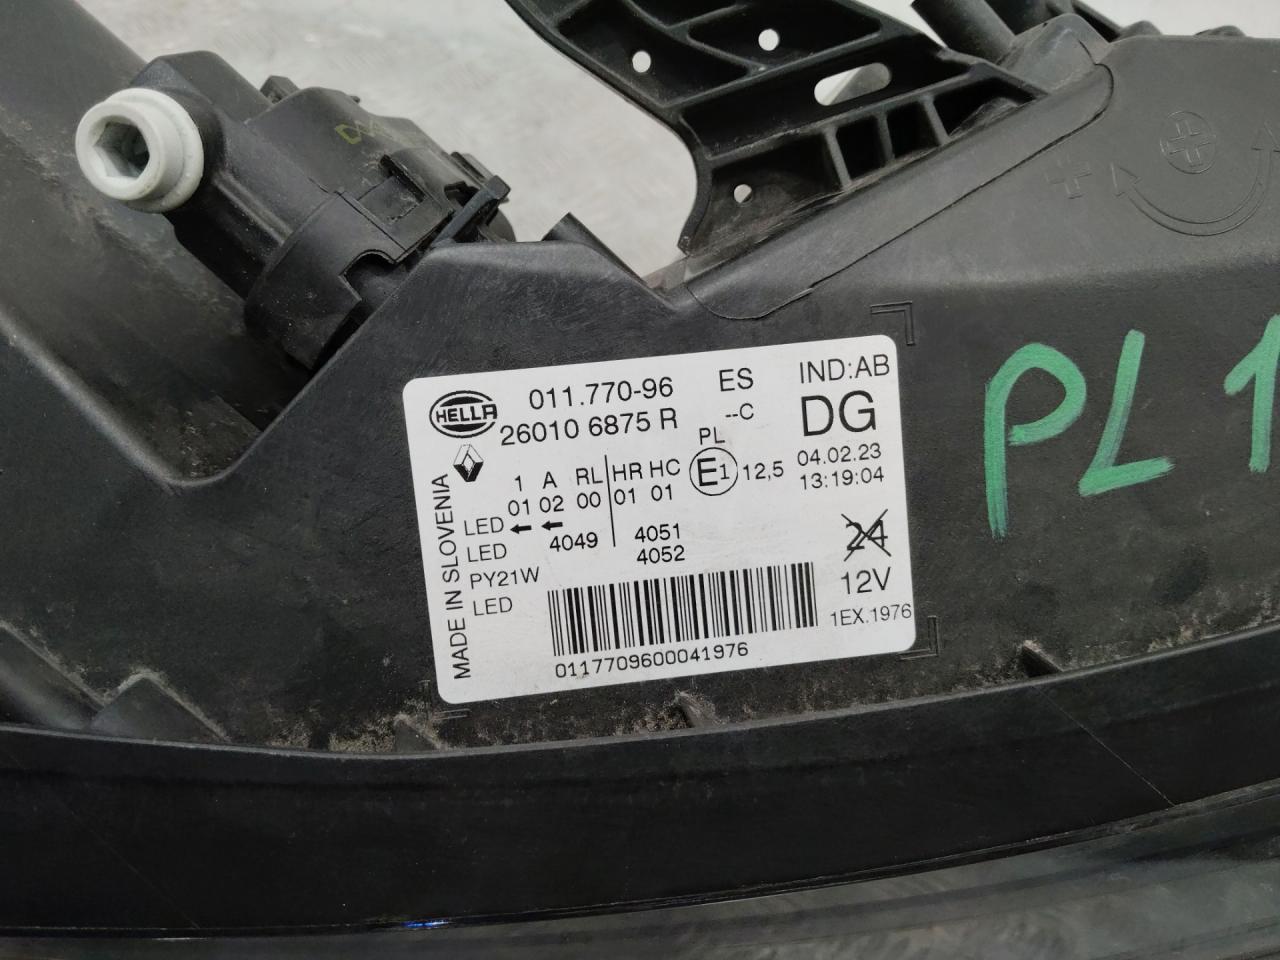 HELLA 011.770-96 ES IND:AB
26010 6875 R --C DG
PL
MADE IN SLOVENIA
1 A RL HR HC E1 12,5 04.02.23
01 02 00 01 01 13:19:04
LED ← ←
LED 4049 4051 24
4052
PY21W 12V
LED
1EX.1976
0117709600041976
PL1